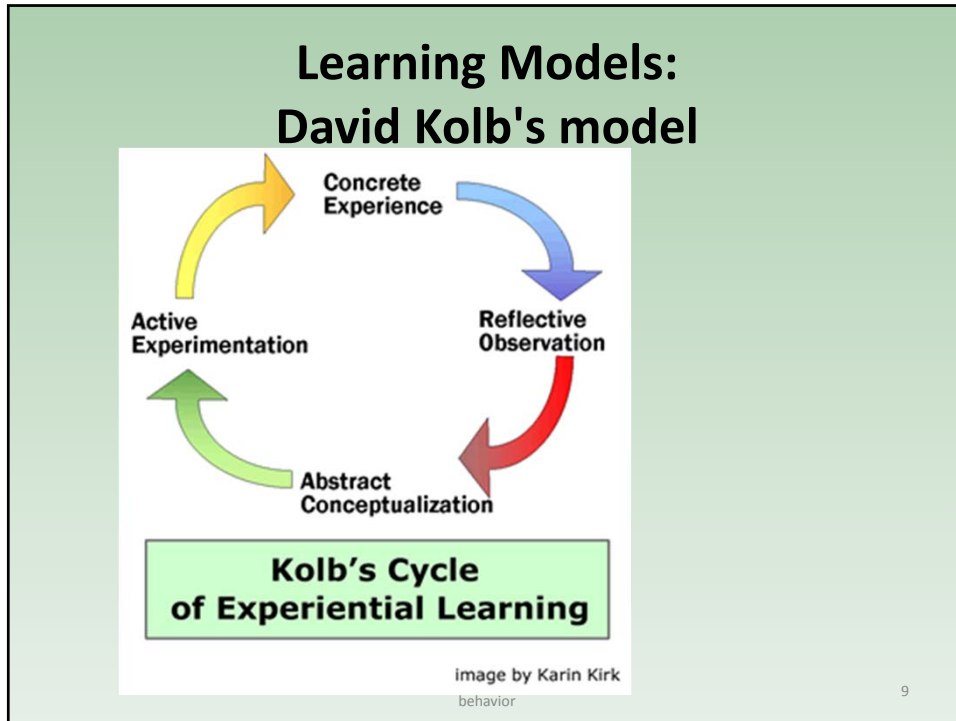 Learning Models:
David Kolb's model
Concrete
Experience
Reflective
Observation
Abstract
Conceptualization
Active
Experimentation
Kolb’s Cycle
of Experiential Learning
image by Karin Kirk
behavior
9